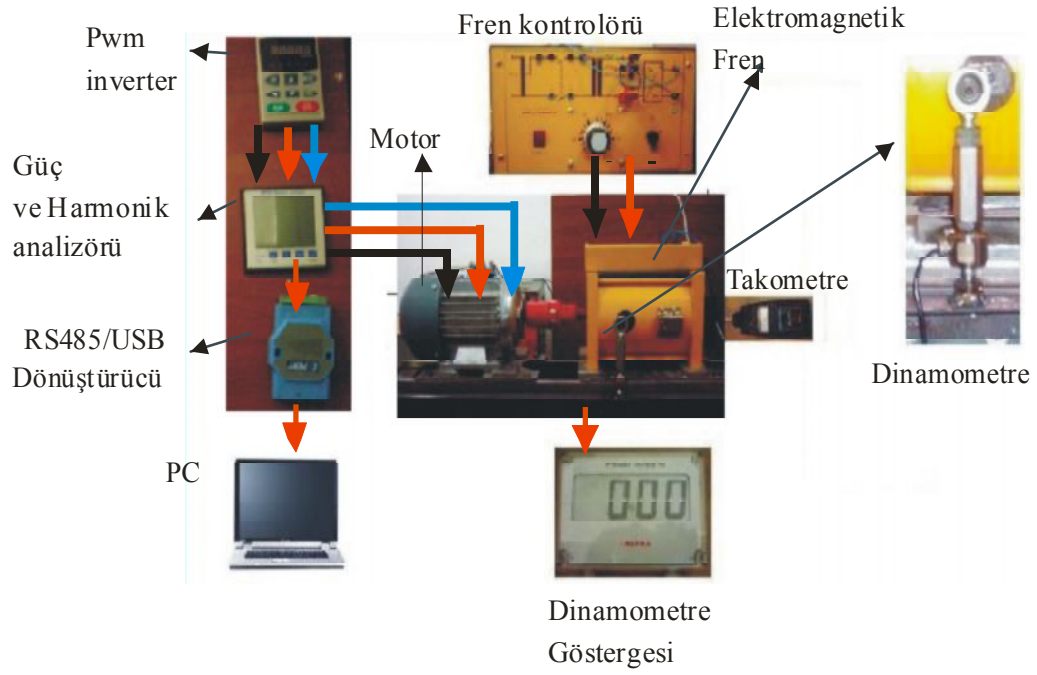 Pwm
inverter
Fren kontrolörü
Elektromagnetik
Fren
Motor
Güç
ve Harmonik
analizörü
Takometre
RS485/USB
Dönüştürücü
Dinamometre
PC
0.00
Dinamometre
Göstergesi